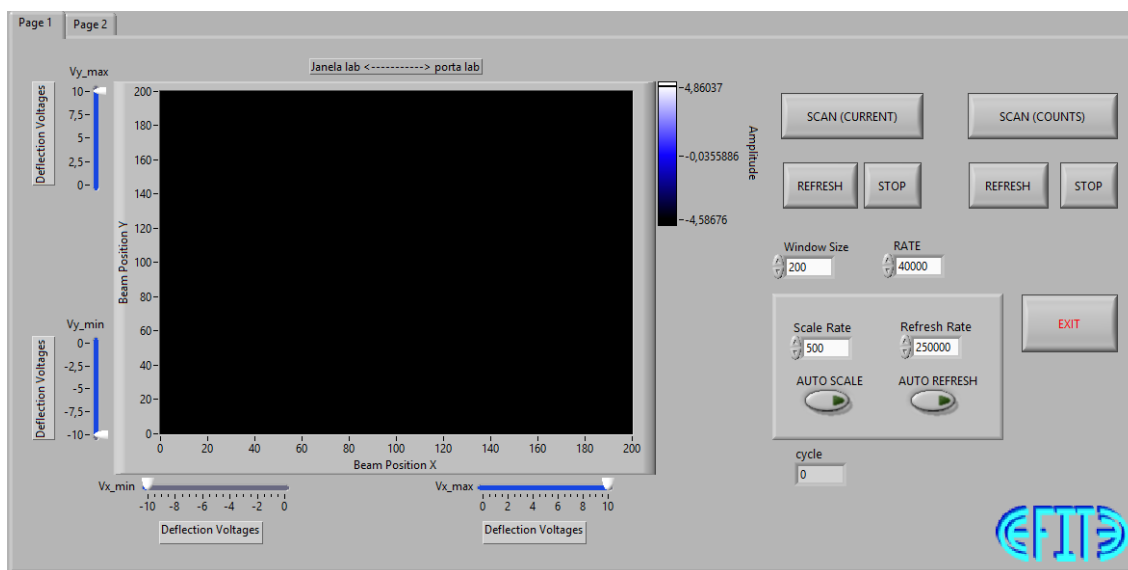 Page 1
Page 2
Janela lab <-----------> porta lab
Vy_max
Deflection Voltages
10
7,5
5
2,5
0
Vy_min
Deflection Voltages
0
-2,5
-5
-7,5
-10
Beam Position Y
200
180
160
140
120
100
80
60
40
20
0
0 20 40 60 80 100 120 140 160 180 200
Beam Position X
4,86037
-0,0355886
-4,58676
Amplitude
Vx_min
-10 -8 -6 -4 -2 0
Deflection Voltages
Vx_max
0 2 4 6 8 10
Deflection Voltages
SCAN (CURRENT)
SCAN (COUNTS)
REFRESH STOP
REFRESH STOP
Window Size
200
RATE
40000
Scale Rate
500
Refresh Rate
250000
AUTO SCALE
AUTO REFRESH
EXIT
cycle
0